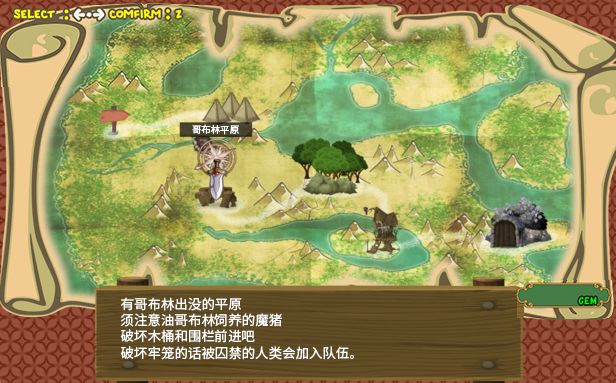 SELECT : ←→ COMFIRM : Z
哥布林平原
GEM
有哥布林出没的平原
须注意油哥布林饲养的魔猪
破坏木桶和围栏前进吧
破坏牢笼的话被囚禁的人类会加入队伍。